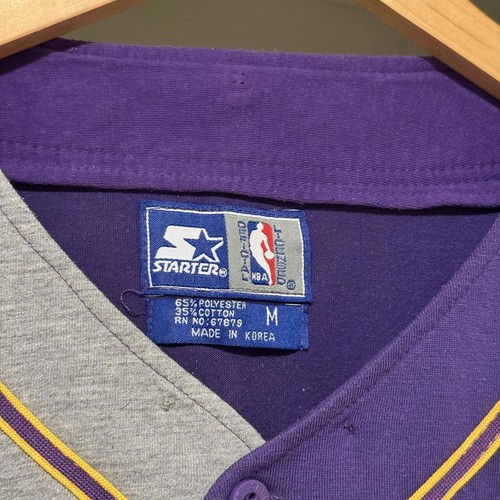 STARTER®
OFFICIAL
LICENSED
NBA
®
65% POLYESTER
35% COTTON
RN NO. 67879
M
MADE IN KOREA